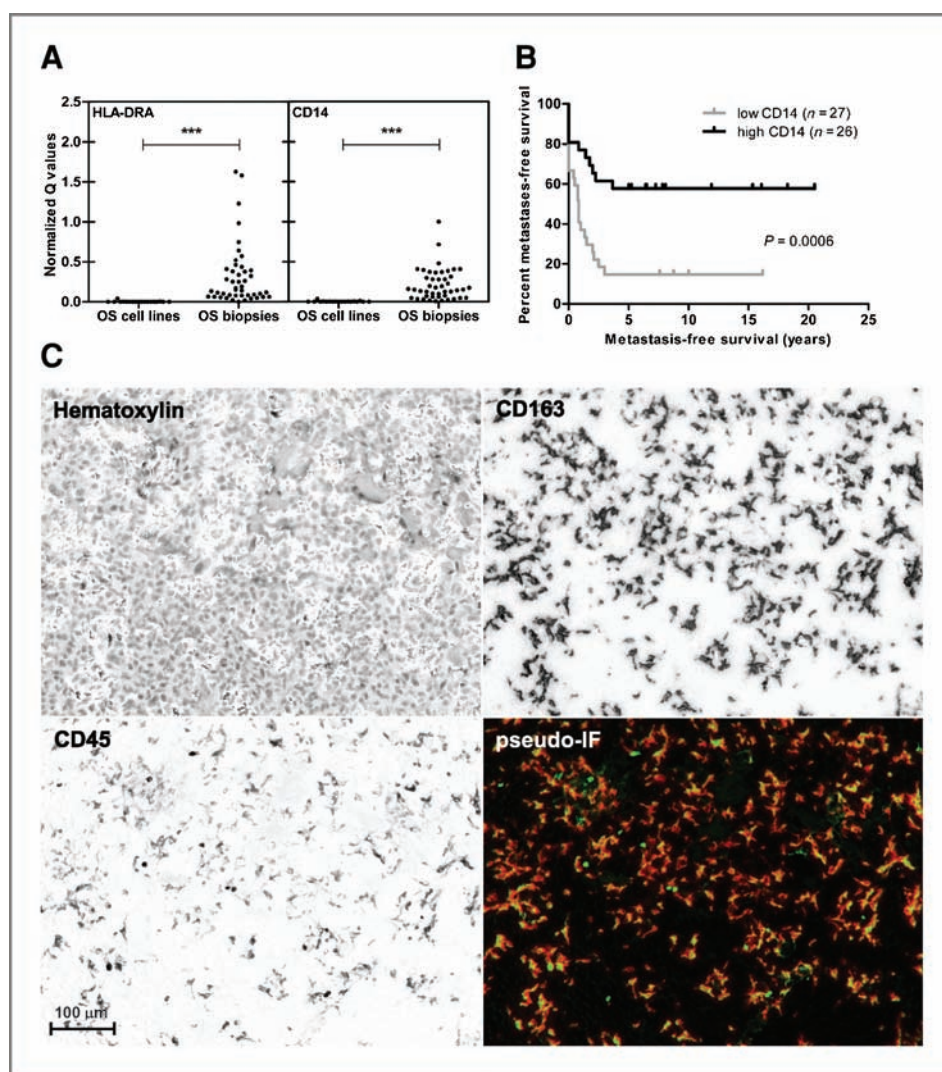 A
HLA-DRA
CD14
***
***
2.5
2.0
1.5
1.0
0.5
0.0
Normalized Q values
OS cell lines
OS biopsies
OS cell lines
OS biopsies
B
low CD14 (n = 27)
high CD14 (n = 26)
100
80
60
40
20
0
Percent metastases-free survival
P = 0.0006
0
5
10
15
20
25
Metastasis-free survival (years)
C
Hematoxylin
CD163
CD45
pseudo-IF
100 μm